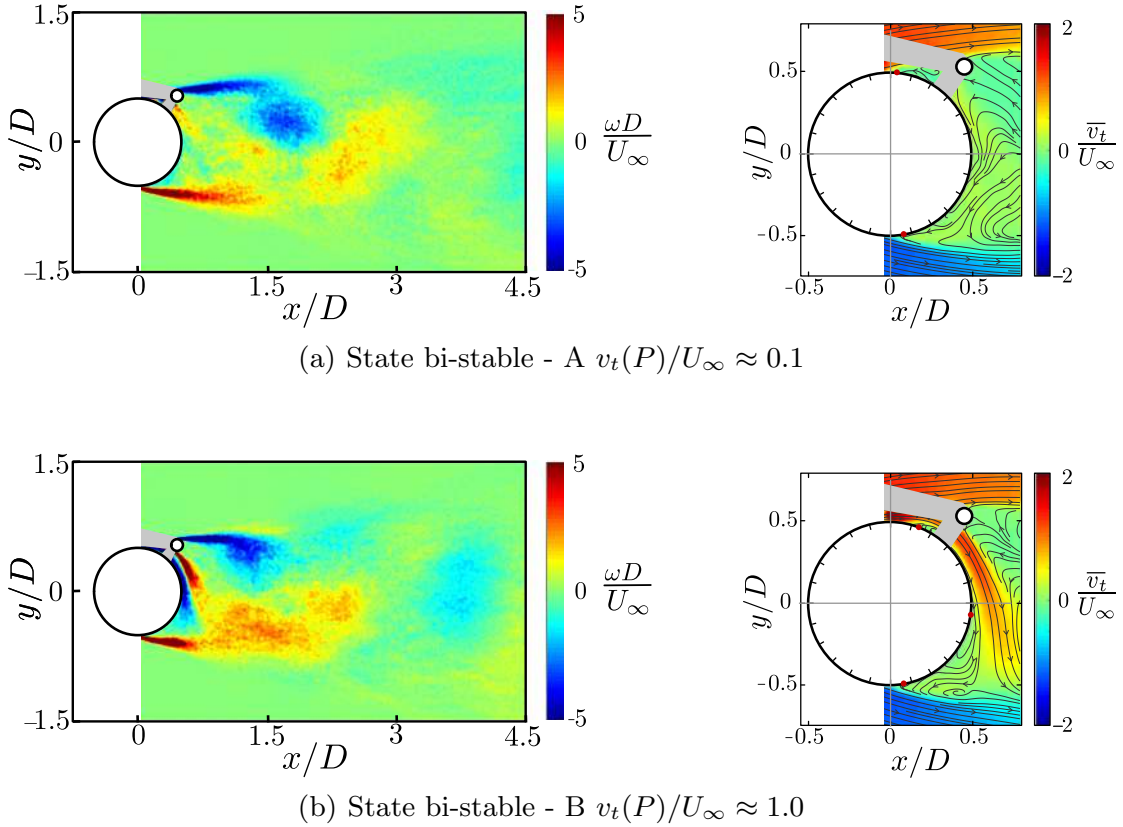 1.5
0
−1.5
y/D
0
1.5
3
4.5
x/D
5
0
-5
ωD
U∞
0.5
0
-0.5
y/D
-0.5
0
0.5
x/D
2
0
−2
v̅t
U∞
(a) State bi-stable - A vt(P)/U∞ ≈ 0.1
1.5
0
−1.5
y/D
0
1.5
3
4.5
x/D
5
0
-5
ωD
U∞
0.5
0
-0.5
y/D
-0.5
0
0.5
x/D
2
0
−2
v̅t
U∞
(b) State bi-stable - B vt(P)/U∞ ≈ 1.0